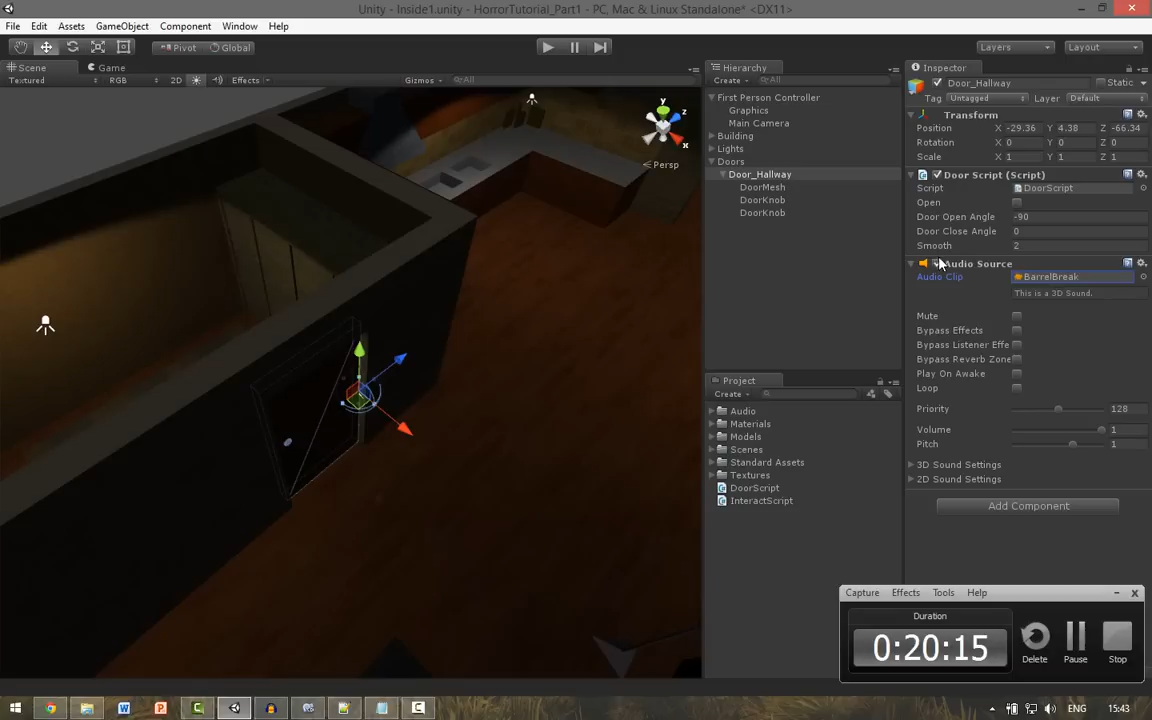 Unity - Inside1.unity - HorrorTutorial_Part1 - PC, Mac & Linux Standalone* <DX11>
File Edit Assets GameObject Component Window Help
Pivot Global Layers Layout
Scene Game
Textured RGB 2D Effects Gizmos All
y
z
x
Persp
Hierarchy
Create All
First Person Controller
Graphics
Main Camera
Building
Lights
Doors
Door_Hallway
DoorMesh
DoorKnob
DoorKnob
Project
Create
Audio
Materials
Models
Scenes
Standard Assets
Textures
DoorScript
InteractScript
Inspector
Door_Hallway Static
Tag Untagged Layer Default
Transform
Position X -29.36 Y 4.38 Z -66.34
Rotation X 0 Y 0 Z 0
Scale X 1 Y 1 Z 1
Door Script (Script)
Script DoorScript
Open
Door Open Angle -90
Door Close Angle 0
Smooth 2
Audio Source
Audio Clip BarrelBreak
This is a 3D Sound.
Mute
Bypass Effects
Bypass Listener Effe
Bypass Reverb Zone
Play On Awake
Loop
Priority 128
Volume 1
Pitch 1
3D Sound Settings
2D Sound Settings
Add Component
Capture Effects Tools Help
Duration
0:20:15
Delete Pause Stop
ENG 15:43